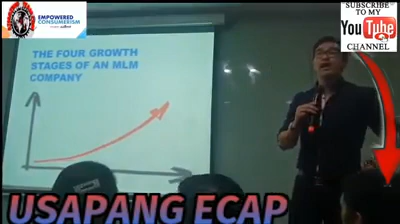 EMPOWERED
CONSUMERISM
SUBSCRIBE
TO MY
YouTube
CHANNEL
THE FOUR GROWTH
STAGES OF AN MLM
COMPANY
USAPANG ECAP